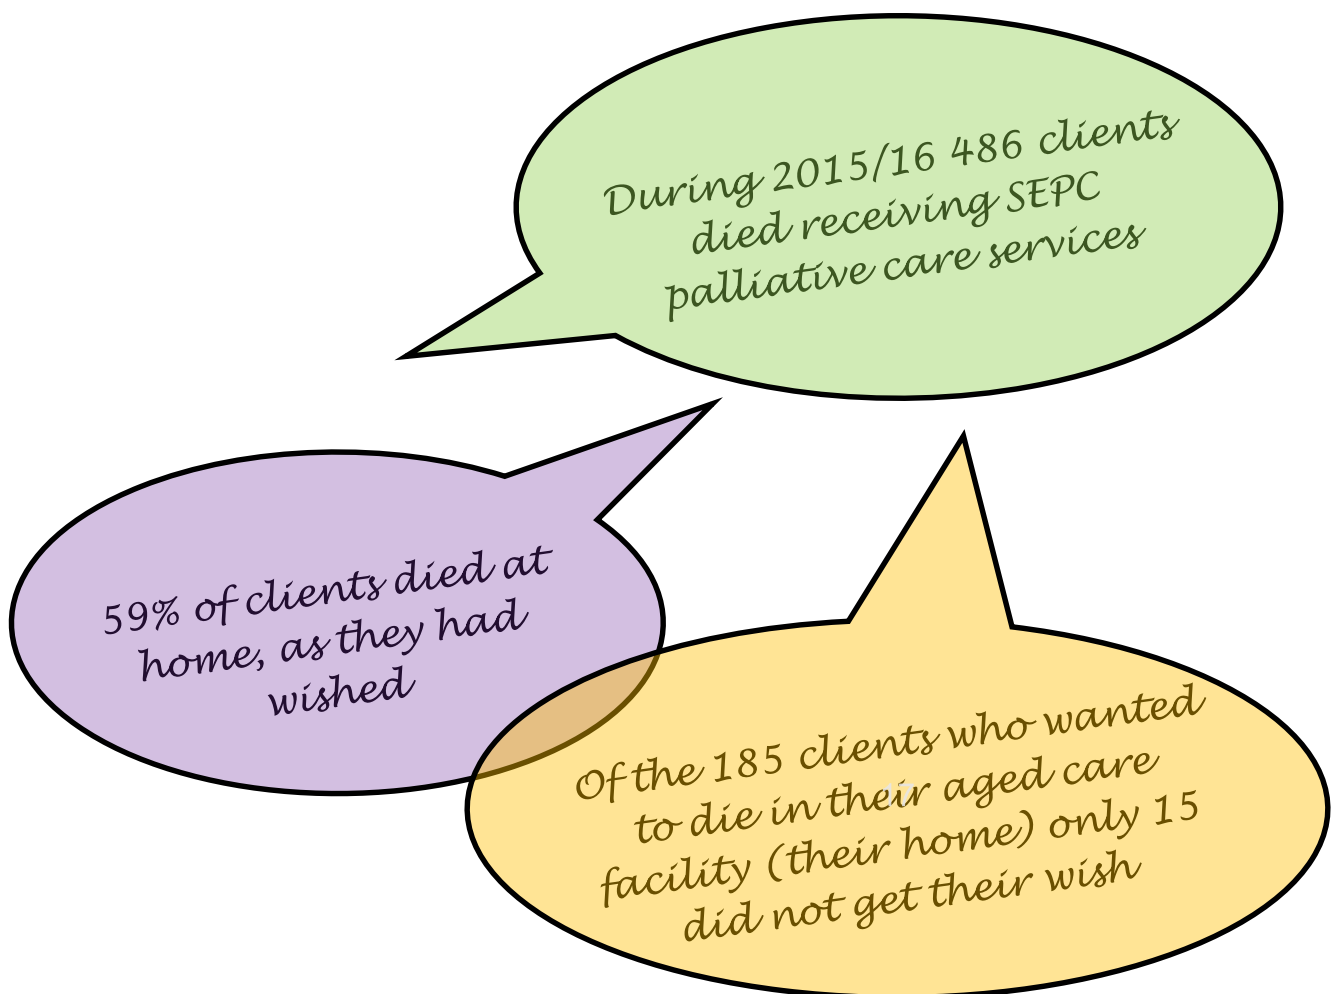 During 2015/16 486 clients
died receiving SEPC
palliative care services
59% of clients died at
home, as they had
wished
Of the 185 clients who wanted
to die in their aged care
facility (their home) only 15
did not get their wish